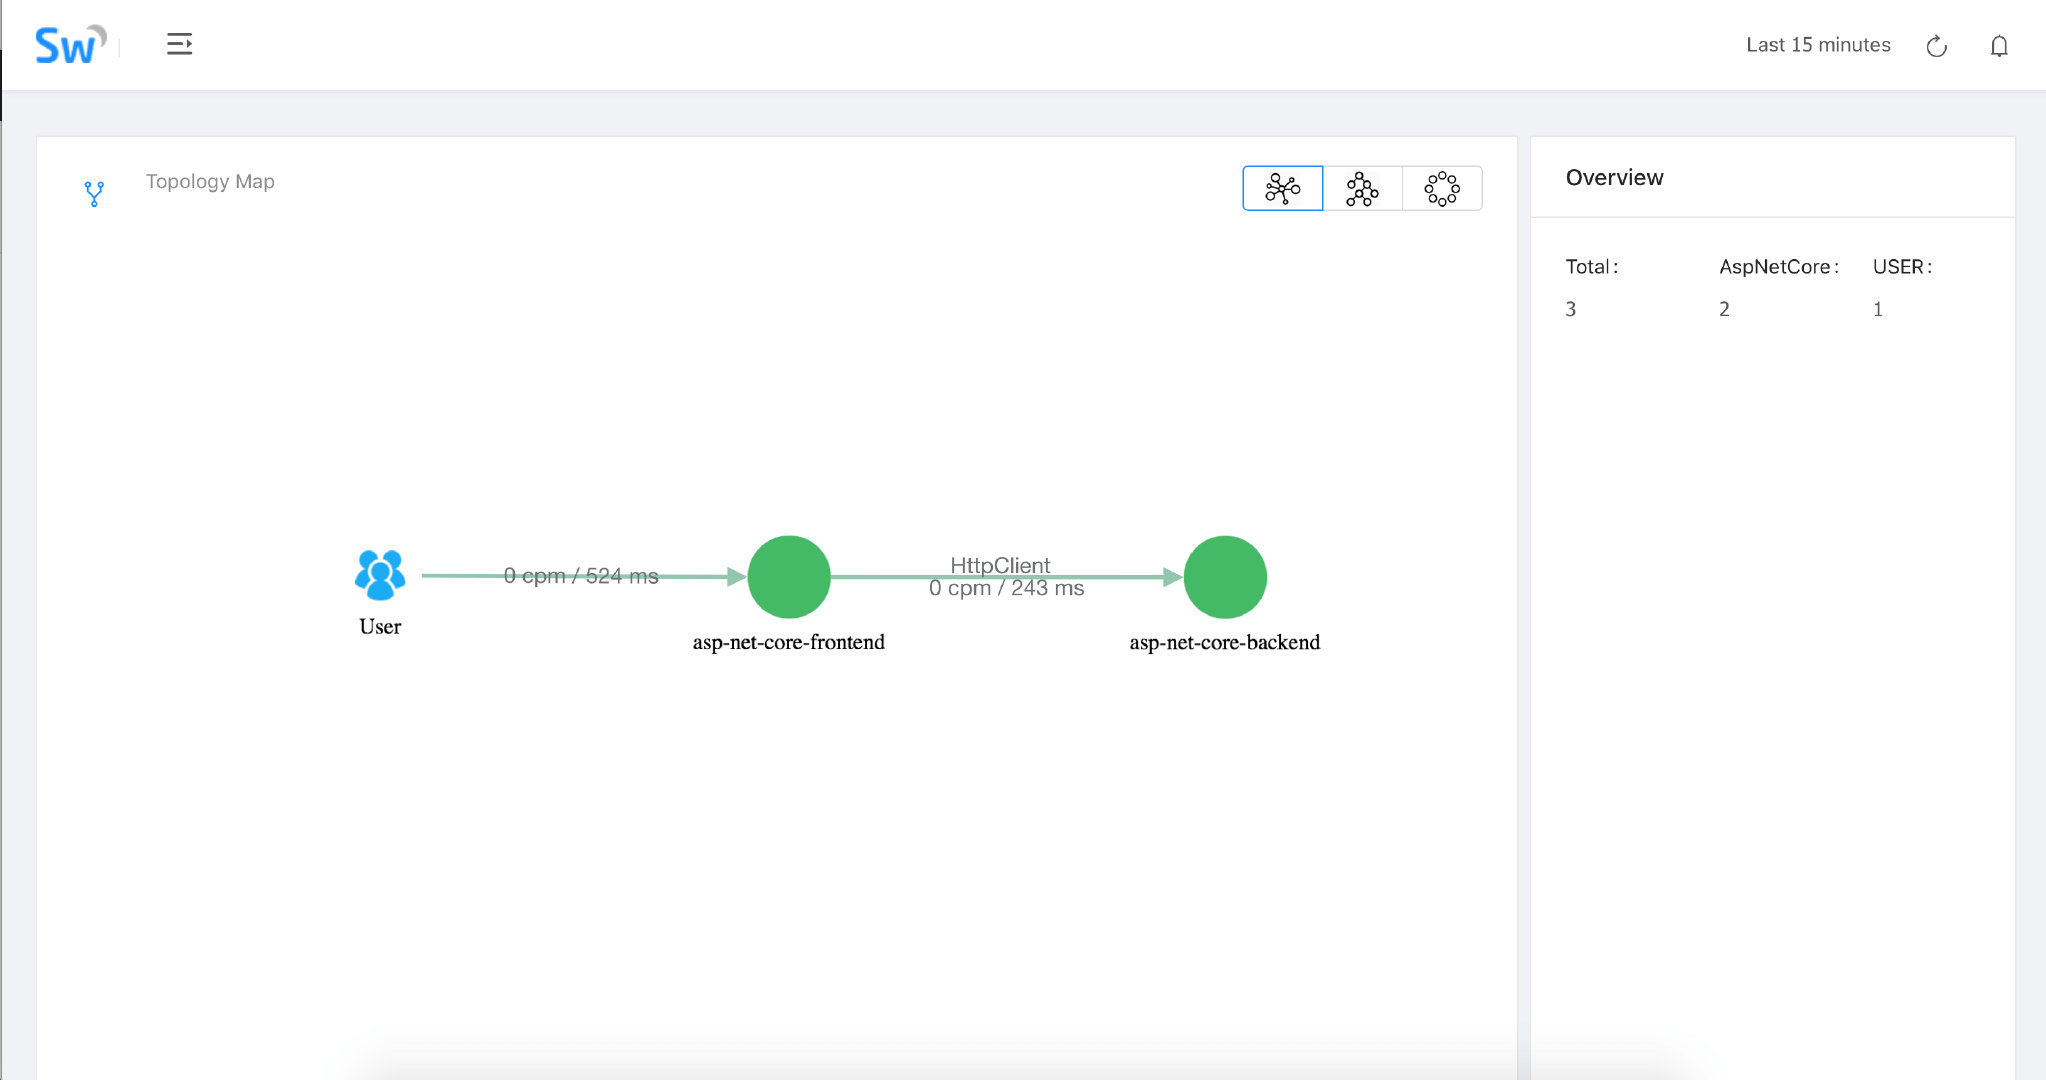 Sw
Last 15 minutes
Topology Map
Overview
Total:
AspNetCore:
USER:
3
2
1
0 cpm / 524 ms
HttpClient
0 cpm / 243 ms
User
asp-net-core-frontend
asp-net-core-backend